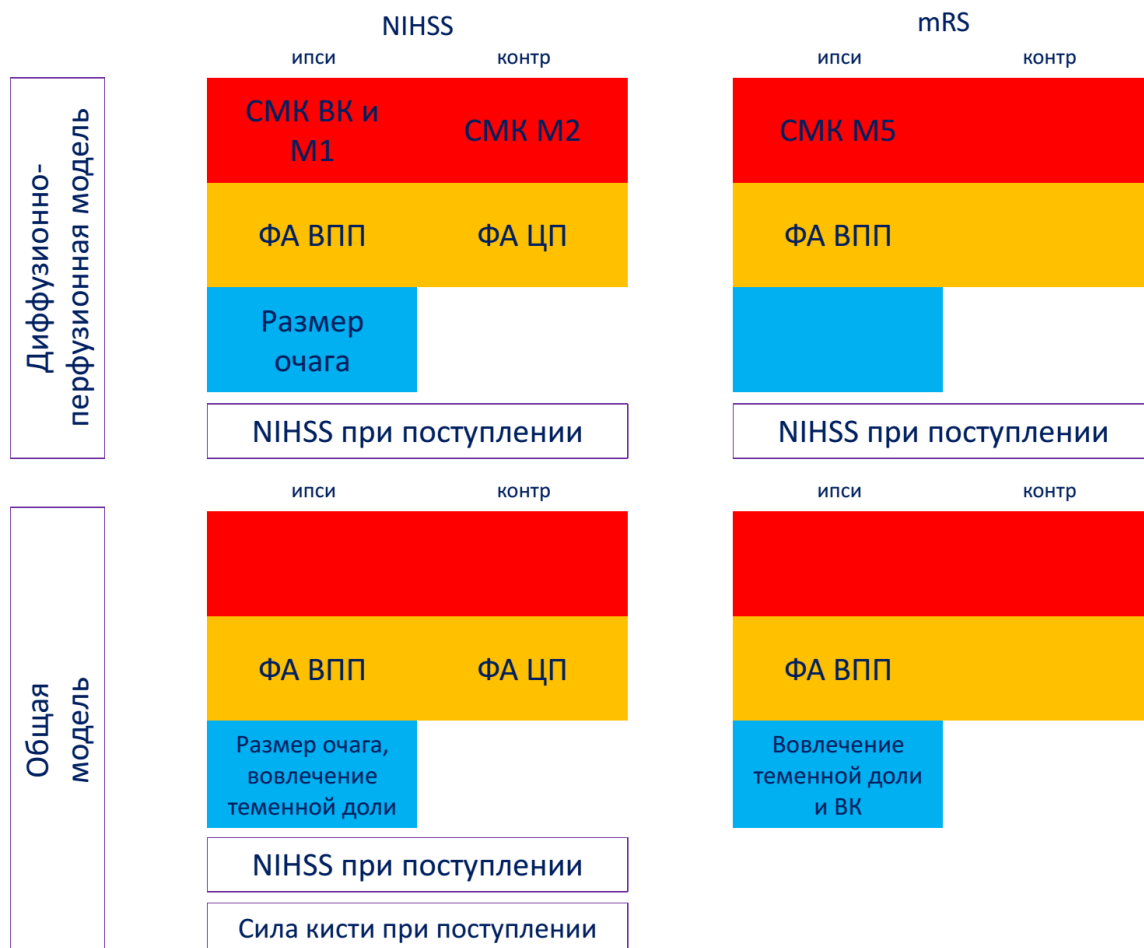 NIHSS
mRS
ипси
контр
ипси
контр
Диффузионно-
перфузионная модель
СМК ВК и
М1
СМК М2
СМК М5
ФА ВПП
ФА ЦП
ФА ВПП
Размер
очага
NIHSS при поступлении
NIHSS при поступлении
ипси
контр
ипси
контр
Общая
модель
ФА ВПП
ФА ЦП
ФА ВПП
Размер очага,
вовлечение
теменной доли
Вовлечение
теменной доли
и ВК
NIHSS при поступлении
Сила кисти при поступлении